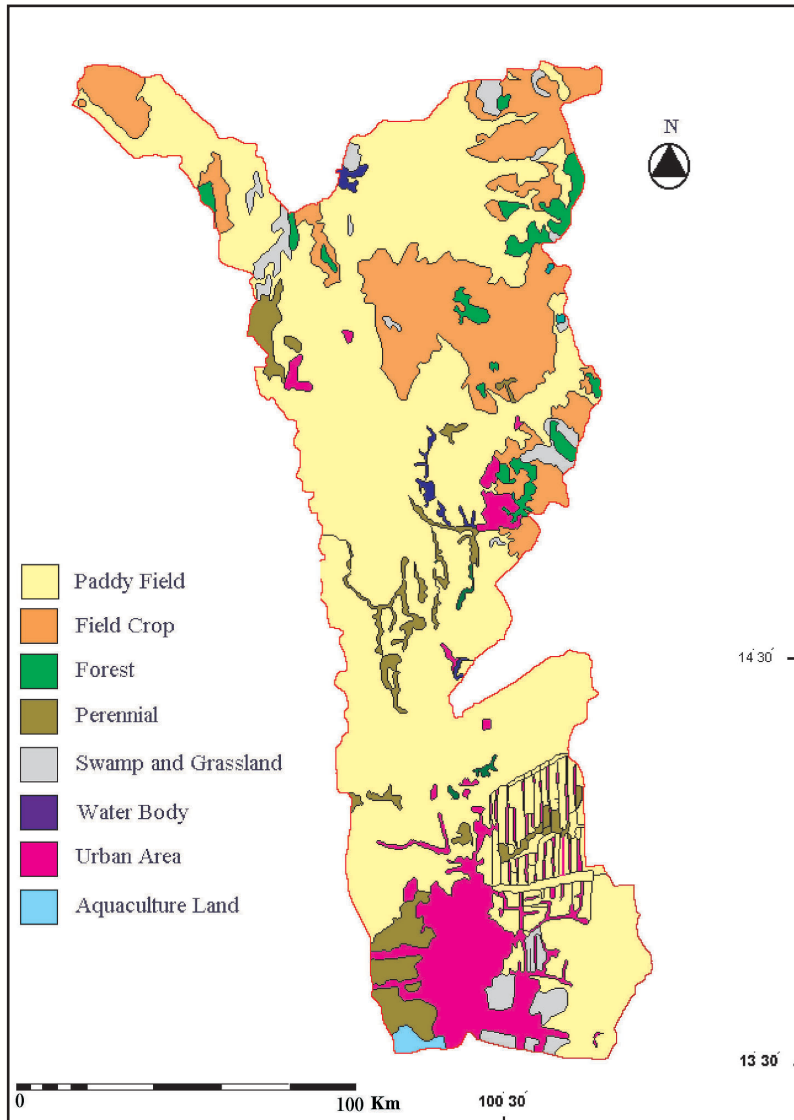 N
Paddy Field
Field Crop
Forest
Perennial
Swamp and Grassland
Water Body
Urban Area
Aquaculture Land
14° 30′
13° 30′
0 100 Km
100° 30′